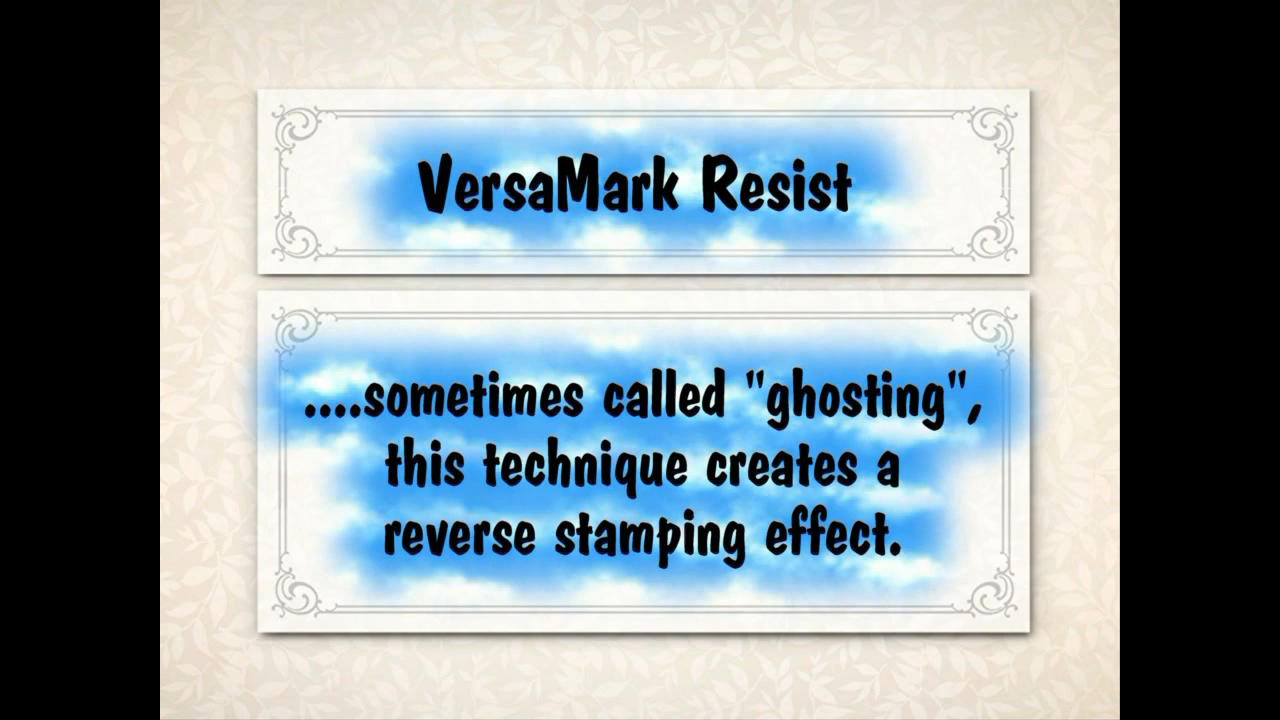 VersaMark Resist
....sometimes called "ghosting",
this technique creates a
reverse stamping effect.